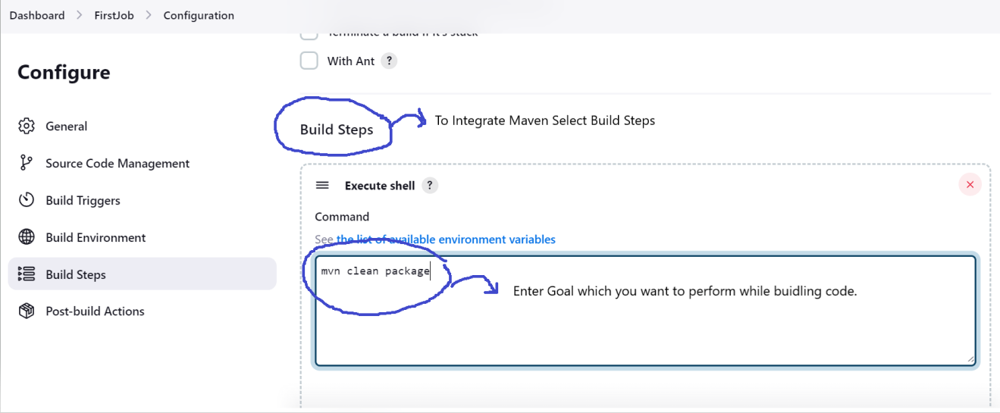 Dashboard > FirstJob > Configuration
Terminate a build if it's stuck
With Ant ?
Configure
General
Source Code Management
Build Triggers
Build Environment
Build Steps
Post-build Actions
Build Steps
To Integrate Maven Select Build Steps
Execute shell ?
Command
See the list of available environment variables
mvn clean package
Enter Goal which you want to perform while buidling code.